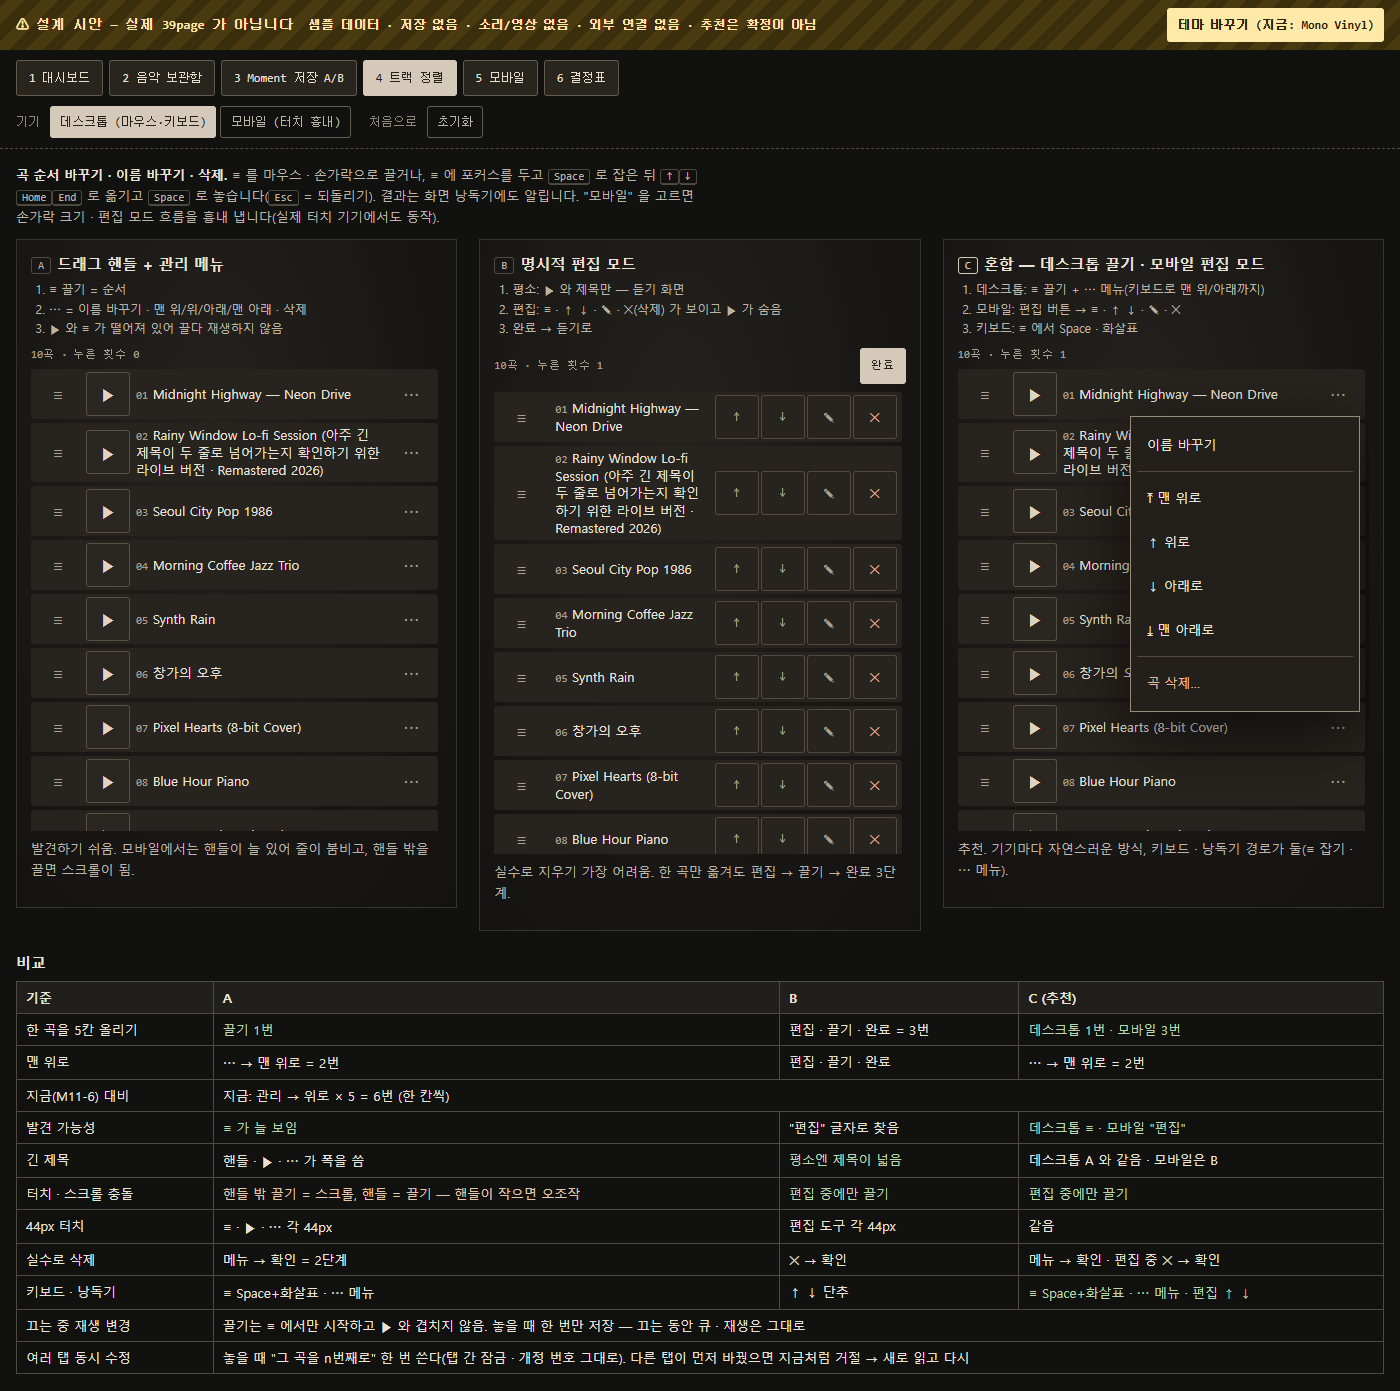 ⚠ 설계 시안 — 실제 39page 가 아닙니다 샘플 데이터 · 저장 없음 · 소리/영상 없음 · 외부 연결 없음 · 추천은 확정이 아님
테마 바꾸기 (지금: Mono Vinyl)
1 대시보드 2 음악 보관함 3 Moment 저장 A/B 4 트랙 정렬 5 모바일 6 결정표
기기 데스크톱 (마우스·키보드) 모바일 (터치 흉내) 처음으로 초기화
곡 순서 바꾸기 · 이름 바꾸기 · 삭제. ≡ 를 마우스 · 손가락으로 끌거나, ≡ 에 포커스를 두고 Space 로 잡은 뒤 ↑ ↓
Home End 로 옮기고 Space 로 놓습니다(Esc = 되돌리기). 결과는 화면 낭독기에도 알립니다. "모바일" 을 고르면
손가락 크기 · 편집 모드 흐름을 흉내 냅니다(실제 터치 기기에서도 동작).
A 드래그 핸들 + 관리 메뉴
1. ≡ 끌기 = 순서
2. ⋯ = 이름 바꾸기 · 맨 위/위/아래/맨 아래 · 삭제
3. ▶ 와 ≡ 가 떨어져 있어 끌다 재생하지 않음
10곡 · 누른 횟수 0
≡ ▶ 01 Midnight Highway — Neon Drive ⋯
02 Rainy Window Lo-fi Session (아주 긴
≡ ▶ 제목이 두 줄로 넘어가는지 확인하기 위한 ⋯
라이브 버전 · Remastered 2026)
≡ ▶ 03 Seoul City Pop 1986 ⋯
≡ ▶ 04 Morning Coffee Jazz Trio ⋯
≡ ▶ 05 Synth Rain ⋯
≡ ▶ 06 창가의 오후 ⋯
≡ ▶ 07 Pixel Hearts (8-bit Cover) ⋯
≡ ▶ 08 Blue Hour Piano ⋯
발견하기 쉬움. 모바일에서는 핸들이 늘 있어 줄이 붐비고, 핸들 밖을
끌면 스크롤이 됨.
B 명시적 편집 모드
1. 평소: ▶ 와 제목만 — 듣기 화면
2. 편집: ≡ · ↑ ↓ · ✎ · ✕(삭제) 가 보이고 ▶ 가 숨음
3. 완료 → 듣기로
10곡 · 누른 횟수 1 완료
01 Midnight Highway —
≡ Neon Drive ↑ ↓ ✎ ✕
02 Rainy Window Lo-fi
Session (아주 긴 제목이
≡ 두 줄로 넘어가는지 확인 ↑ ↓ ✎ ✕
하기 위한 라이브 버전 ·
Remastered 2026)
≡ 03 Seoul City Pop 1986 ↑ ↓ ✎ ✕
04 Morning Coffee Jazz
≡ Trio ↑ ↓ ✎ ✕
≡ 05 Synth Rain ↑ ↓ ✎ ✕
≡ 06 창가의 오후 ↑ ↓ ✎ ✕
07 Pixel Hearts (8-bit
≡ Cover) ↑ ↓ ✎ ✕
≡ 08 Blue Hour Piano ↑ ↓ ✎ ✕
실수로 지우기 가장 어려움. 한 곡만 옮겨도 편집 → 끌기 → 완료 3단
계.
C 혼합 — 데스크톱 끌기 · 모바일 편집 모드
1. 데스크톱: ≡ 끌기 + ⋯ 메뉴(키보드로 맨 위/아래까지)
2. 모바일: 편집 버튼 → ≡ · ↑ ↓ · ✎ · ✕
3. 키보드: ≡ 에서 Space · 화살표
10곡 · 누른 횟수 1
≡ ▶ 01 Midnight Highway — Neon Drive ⋯
02 Rainy Wi
≡ ▶ 제목이 두 줄
라이브 버전
≡ ▶ 03 Seoul Cit
≡ ▶ 04 Morning
≡ ▶ 05 Synth Ra
≡ ▶ 06 창가의 오
≡ ▶ 07 Pixel Hearts (8-bit Cover) ⋯
≡ ▶ 08 Blue Hour Piano ⋯
이름 바꾸기
⤒ 맨 위로
↑ 위로
↓ 아래로
⤓ 맨 아래로
곡 삭제…
추천. 기기마다 자연스러운 방식, 키보드 · 낭독기 경로가 둘(≡ 잡기 ·
⋯ 메뉴).
비교
기준 A B C (추천)
한 곡을 5칸 올리기 끌기 1번 편집 · 끌기 · 완료 = 3번 데스크톱 1번 · 모바일 3번
맨 위로 ⋯ → 맨 위로 = 2번 편집 · 끌기 · 완료 ⋯ → 맨 위로 = 2번
지금(M11-6) 대비 지금: 관리 → 위로 × 5 = 6번 (한 칸씩)
발견 가능성 ≡ 가 늘 보임 "편집" 글자로 찾음 데스크톱 ≡ · 모바일 "편집"
긴 제목 핸들 · ▶ · ⋯ 가 폭을 씀 평소엔 제목이 넓음 데스크톱 A 와 같음 · 모바일은 B
터치 · 스크롤 충돌 핸들 밖 끌기 = 스크롤, 핸들 = 끌기 — 핸들이 작으면 오조작 편집 중에만 끌기 편집 중에만 끌기
44px 터치 ≡ · ▶ · ⋯ 각 44px 편집 도구 각 44px 같음
실수로 삭제 메뉴 → 확인 = 2단계 ✕ → 확인 메뉴 → 확인 · 편집 중 ✕ → 확인
키보드 · 낭독기 ≡ Space+화살표 · ⋯ 메뉴 ↑ ↓ 단추 ≡ Space+화살표 · ⋯ 메뉴 · 편집 ↑ ↓
끄는 중 재생 변경 끌기는 ≡ 에서만 시작하고 ▶ 와 겹치지 않음. 놓을 때 한 번만 저장 — 끄는 동안 큐 · 재생은 그대로
여러 탭 동시 수정 놓을 때 "그 곡을 n번째로" 한 번 쓴다(탭 간 잠금 · 개정 번호 그대로). 다른 탭이 먼저 바꿨으면 지금처럼 거절 → 새로 읽고 다시